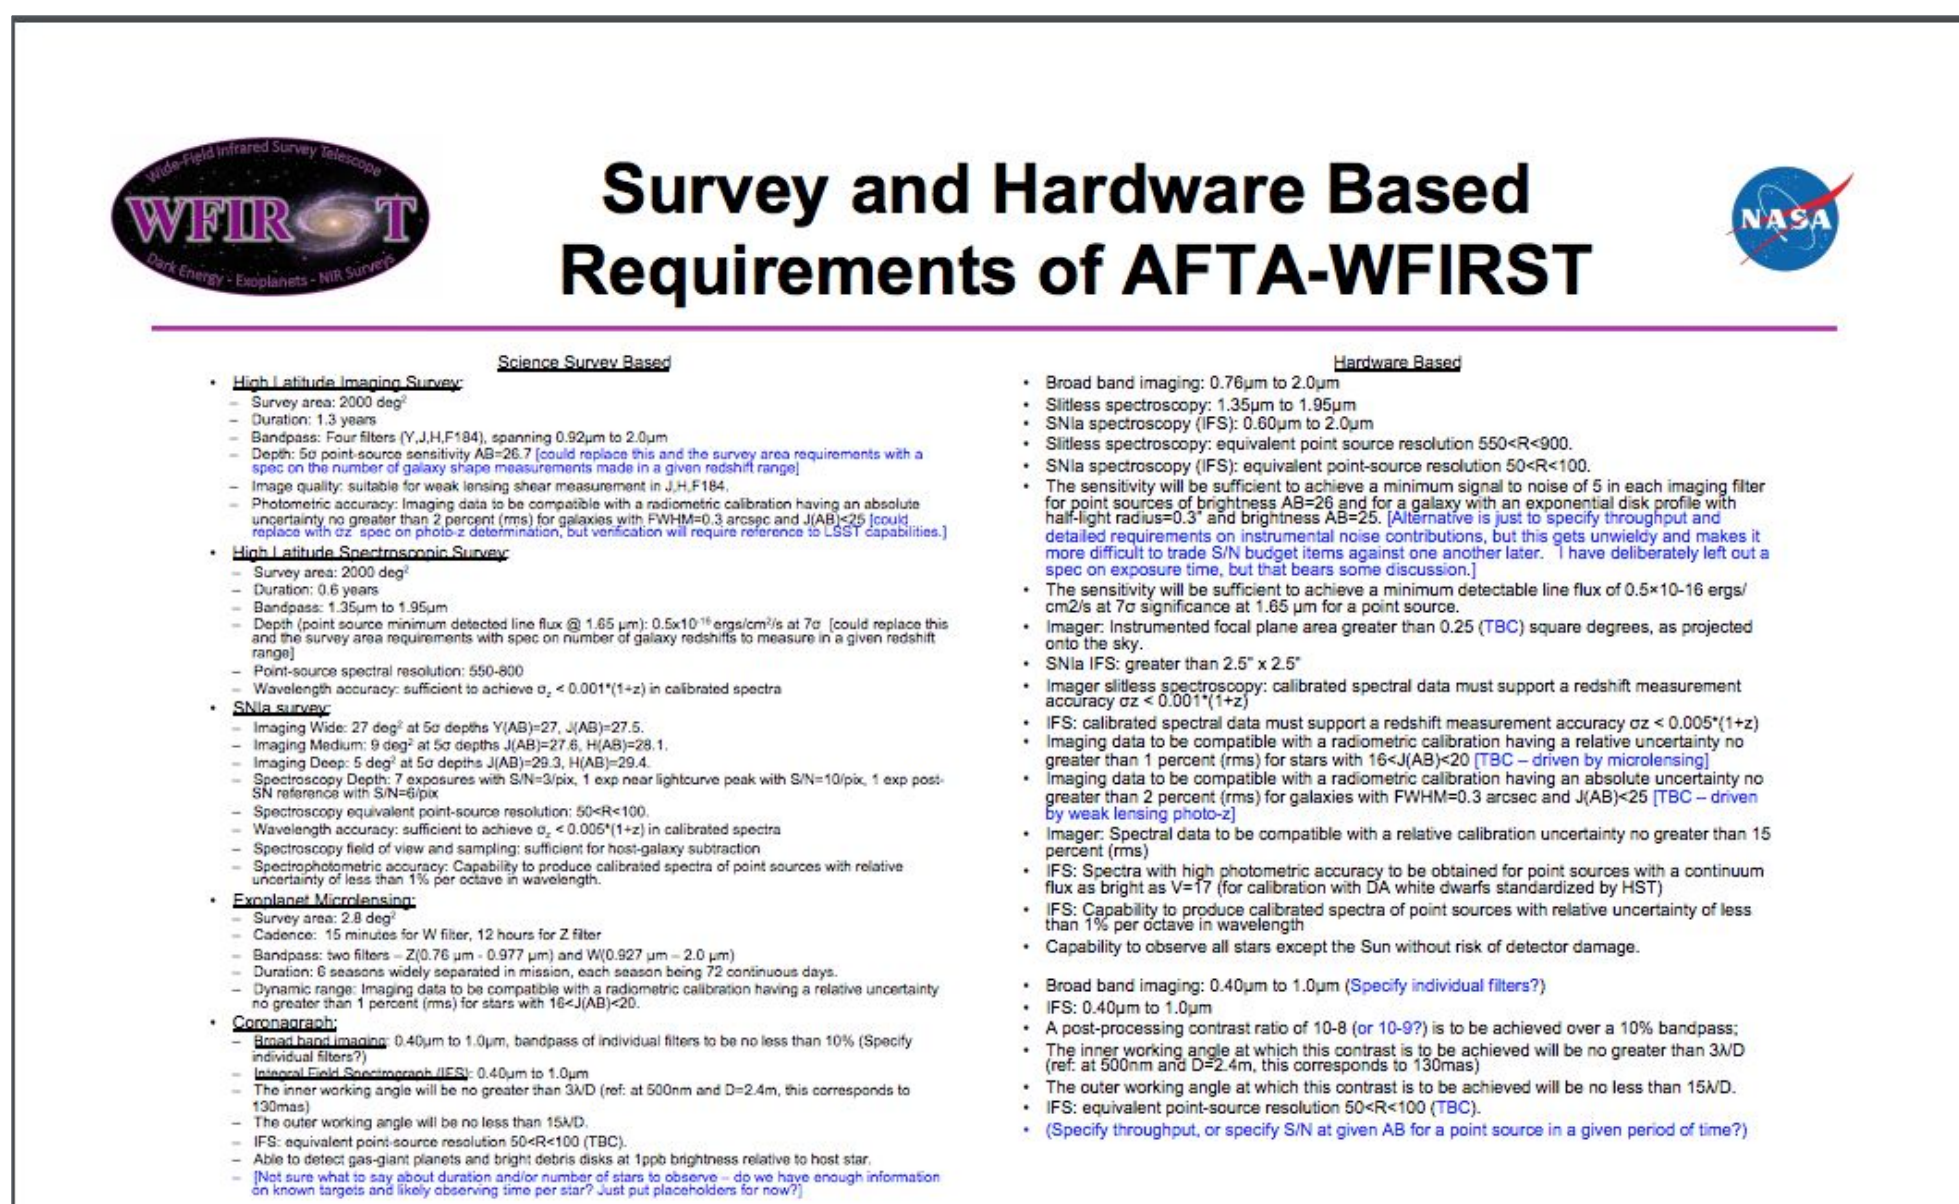 Wide-Field Infrared Survey Telescope
WFIRST
Dark Energy - Exoplanets - NIR Surveys
Survey and Hardware Based
Requirements of AFTA-WFIRST
NASA
Science Survey Based
• High Latitude Imaging Survey:
– Survey area: 2000 deg²
– Duration: 1.3 years
– Bandpass: Four filters (Y,J,H,F184), spanning 0.92µm to 2.0µm
– Depth: 5σ point-source sensitivity AB=26.7 [could replace this and the survey area requirements with a
spec on the number of galaxy shape measurements made in a given redshift range]
– Image quality: suitable for weak lensing shear measurement in J,H,F184.
– Photometric accuracy: Imaging data to be compatible with a radiometric calibration having an absolute
uncertainty no greater than 2 percent (rms) for galaxies with FWHM=0.3 arcsec and J(AB)<25 [could
replace with σz spec on photo-z determination, but verification will require reference to LSST capabilities.]
• High Latitude Spectroscopic Survey:
– Survey area: 2000 deg²
– Duration: 0.6 years
– Bandpass: 1.35µm to 1.95µm
– Depth (point source minimum detected line flux @ 1.65 µm): 0.5x10⁻¹⁶ ergs/cm²/s at 7σ [could replace this
and the survey area requirements with spec on number of galaxy redshifts to measure in a given redshift
range]
– Point-source spectral resolution: 550-800
– Wavelength accuracy: sufficient to achieve σz < 0.001*(1+z) in calibrated spectra
• SNIa survey:
– Imaging Wide: 27 deg² at 5σ depths Y(AB)=27, J(AB)=27.5.
– Imaging Medium: 9 deg² at 5σ depths J(AB)=27.6, H(AB)=28.1.
– Imaging Deep: 5 deg² at 5σ depths J(AB)=29.3, H(AB)=29.4.
– Spectroscopy Depth: 7 exposures with S/N=3/pix, 1 exp near lightcurve peak with S/N=10/pix, 1 exp post-
SN reference with S/N=6/pix
– Spectroscopy equivalent point-source resolution: 50<R<100.
– Wavelength accuracy: sufficient to achieve σz < 0.005*(1+z) in calibrated spectra
– Spectroscopy field of view and sampling: sufficient for host-galaxy subtraction
– Spectrophotometric accuracy: Capability to produce calibrated spectra of point sources with relative
uncertainty of less than 1% per octave in wavelength.
• Exoplanet Microlensing:
– Survey area: 2.8 deg²
– Cadence: 15 minutes for W filter, 12 hours for Z filter
– Bandpass: two filters – Z(0.76 µm - 0.977 µm) and W(0.927 µm – 2.0 µm)
– Duration: 6 seasons widely separated in mission, each season being 72 continuous days.
– Dynamic range: Imaging data to be compatible with a radiometric calibration having a relative uncertainty
no greater than 1 percent (rms) for stars with 16<J(AB)<20.
• Coronagraph:
– Broad band imaging: 0.40µm to 1.0µm, bandpass of individual filters to be no less than 10% (Specify
individual filters?)
– Integral Field Spectrograph (IFS): 0.40µm to 1.0µm
– The inner working angle will be no greater than 3λ/D (ref: at 500nm and D=2.4m, this corresponds to
130mas)
– The outer working angle will be no less than 15λ/D.
– IFS: equivalent point-source resolution 50<R<100 (TBC).
– Able to detect gas-giant planets and bright debris disks at 1ppb brightness relative to host star.
– [Not sure what to say about duration and/or number of stars to observe – do we have enough information
on known targets and likely observing time per star? Just put placeholders for now?]
Hardware Based
• Broad band imaging: 0.76µm to 2.0µm
• Slitless spectroscopy: 1.35µm to 1.95µm
• SNIa spectroscopy (IFS): 0.60µm to 2.0µm
• Slitless spectroscopy: equivalent point source resolution 550<R<900.
• SNIa spectroscopy (IFS): equivalent point-source resolution 50<R<100.
• The sensitivity will be sufficient to achieve a minimum signal to noise of 5 in each imaging filter
for point sources of brightness AB=26 and for a galaxy with an exponential disk profile with
half-light radius=0.3" and brightness AB=25. [Alternative is just to specify throughput and
detailed requirements on instrumental noise contributions, but this gets unwieldy and makes it
more difficult to trade S/N budget items against one another later. I have deliberately left out a
spec on exposure time, but that bears some discussion.]
• The sensitivity will be sufficient to achieve a minimum detectable line flux of 0.5×10-16 ergs/
cm2/s at 7σ significance at 1.65 µm for a point source.
• Imager: Instrumented focal plane area greater than 0.25 (TBC) square degrees, as projected
onto the sky.
• SNIa IFS: greater than 2.5" x 2.5"
• Imager slitless spectroscopy: calibrated spectral data must support a redshift measurement
accuracy σz < 0.001*(1+z)
• IFS: calibrated spectral data must support a redshift measurement accuracy σz < 0.005*(1+z)
• Imaging data to be compatible with a radiometric calibration having a relative uncertainty no
greater than 1 percent (rms) for stars with 16<J(AB)<20 [TBC – driven by microlensing]
• Imaging data to be compatible with a radiometric calibration having an absolute uncertainty no
greater than 2 percent (rms) for galaxies with FWHM=0.3 arcsec and J(AB)<25 [TBC – driven
by weak lensing photo-z]
• Imager: Spectral data to be compatible with a relative calibration uncertainty no greater than 15
percent (rms)
• IFS: Spectra with high photometric accuracy to be obtained for point sources with a continuum
flux as bright as V=17 (for calibration with DA white dwarfs standardized by HST)
• IFS: Capability to produce calibrated spectra of point sources with relative uncertainty of less
than 1% per octave in wavelength
• Capability to observe all stars except the Sun without risk of detector damage.
• Broad band imaging: 0.40µm to 1.0µm (Specify individual filters?)
• IFS: 0.40µm to 1.0µm
• A post-processing contrast ratio of 10-8 (or 10-9?) is to be achieved over a 10% bandpass;
• The inner working angle at which this contrast is to be achieved will be no greater than 3λ/D
(ref: at 500nm and D=2.4m, this corresponds to 130mas)
• The outer working angle at which this contrast is to be achieved will be no less than 15λ/D.
• IFS: equivalent point-source resolution 50<R<100 (TBC).
• (Specify throughput, or specify S/N at given AB for a point source in a given period of time?)